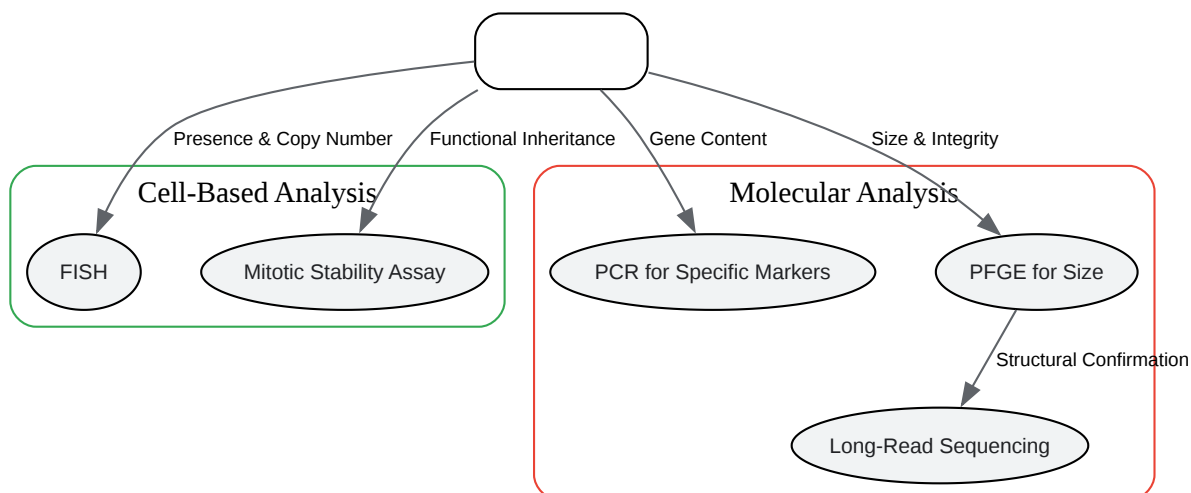 Presence & Copy Number
Functional Inheritance
Gene Content
Size & Integrity
Cell-Based Analysis
Molecular Analysis
FISH
Mitotic Stability Assay
PCR for Specific Markers
PFGE for Size
Structural Confirmation
Long-Read Sequencing